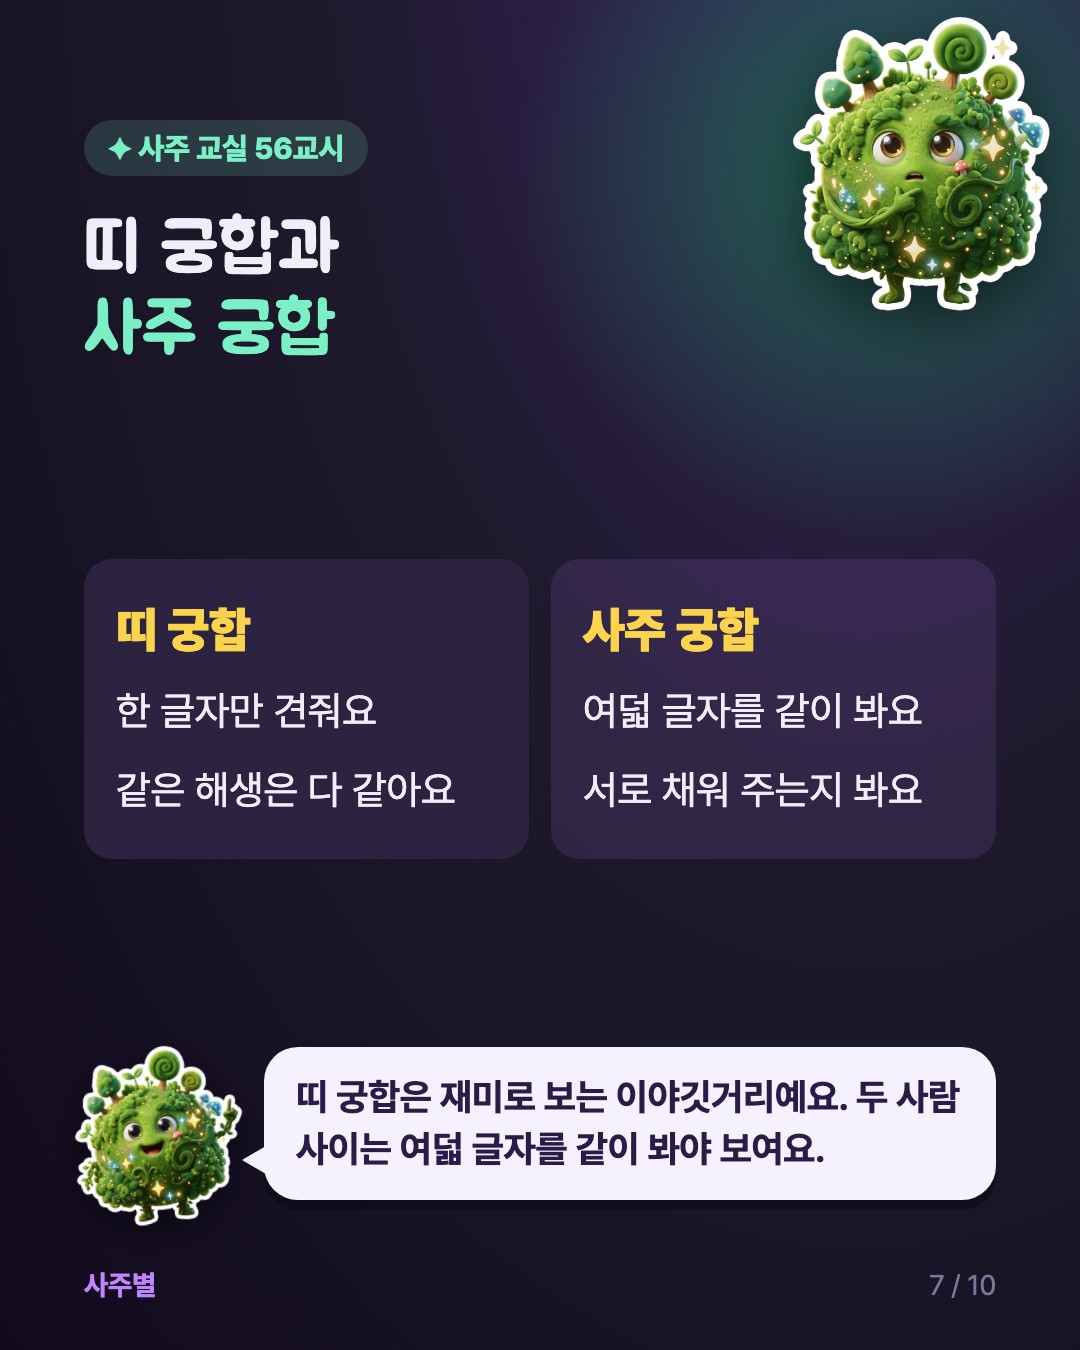 ✦ 사주 교실 56교시
띠 궁합과
사주 궁합
띠 궁합
한 글자만 견줘요
같은 해생은 다 같아요
사주 궁합
여덟 글자를 같이 봐요
서로 채워 주는지 봐요
띠 궁합은 재미로 보는 이야깃거리예요. 두 사람
사이는 여덟 글자를 같이 봐야 보여요.
사주별
7 / 10